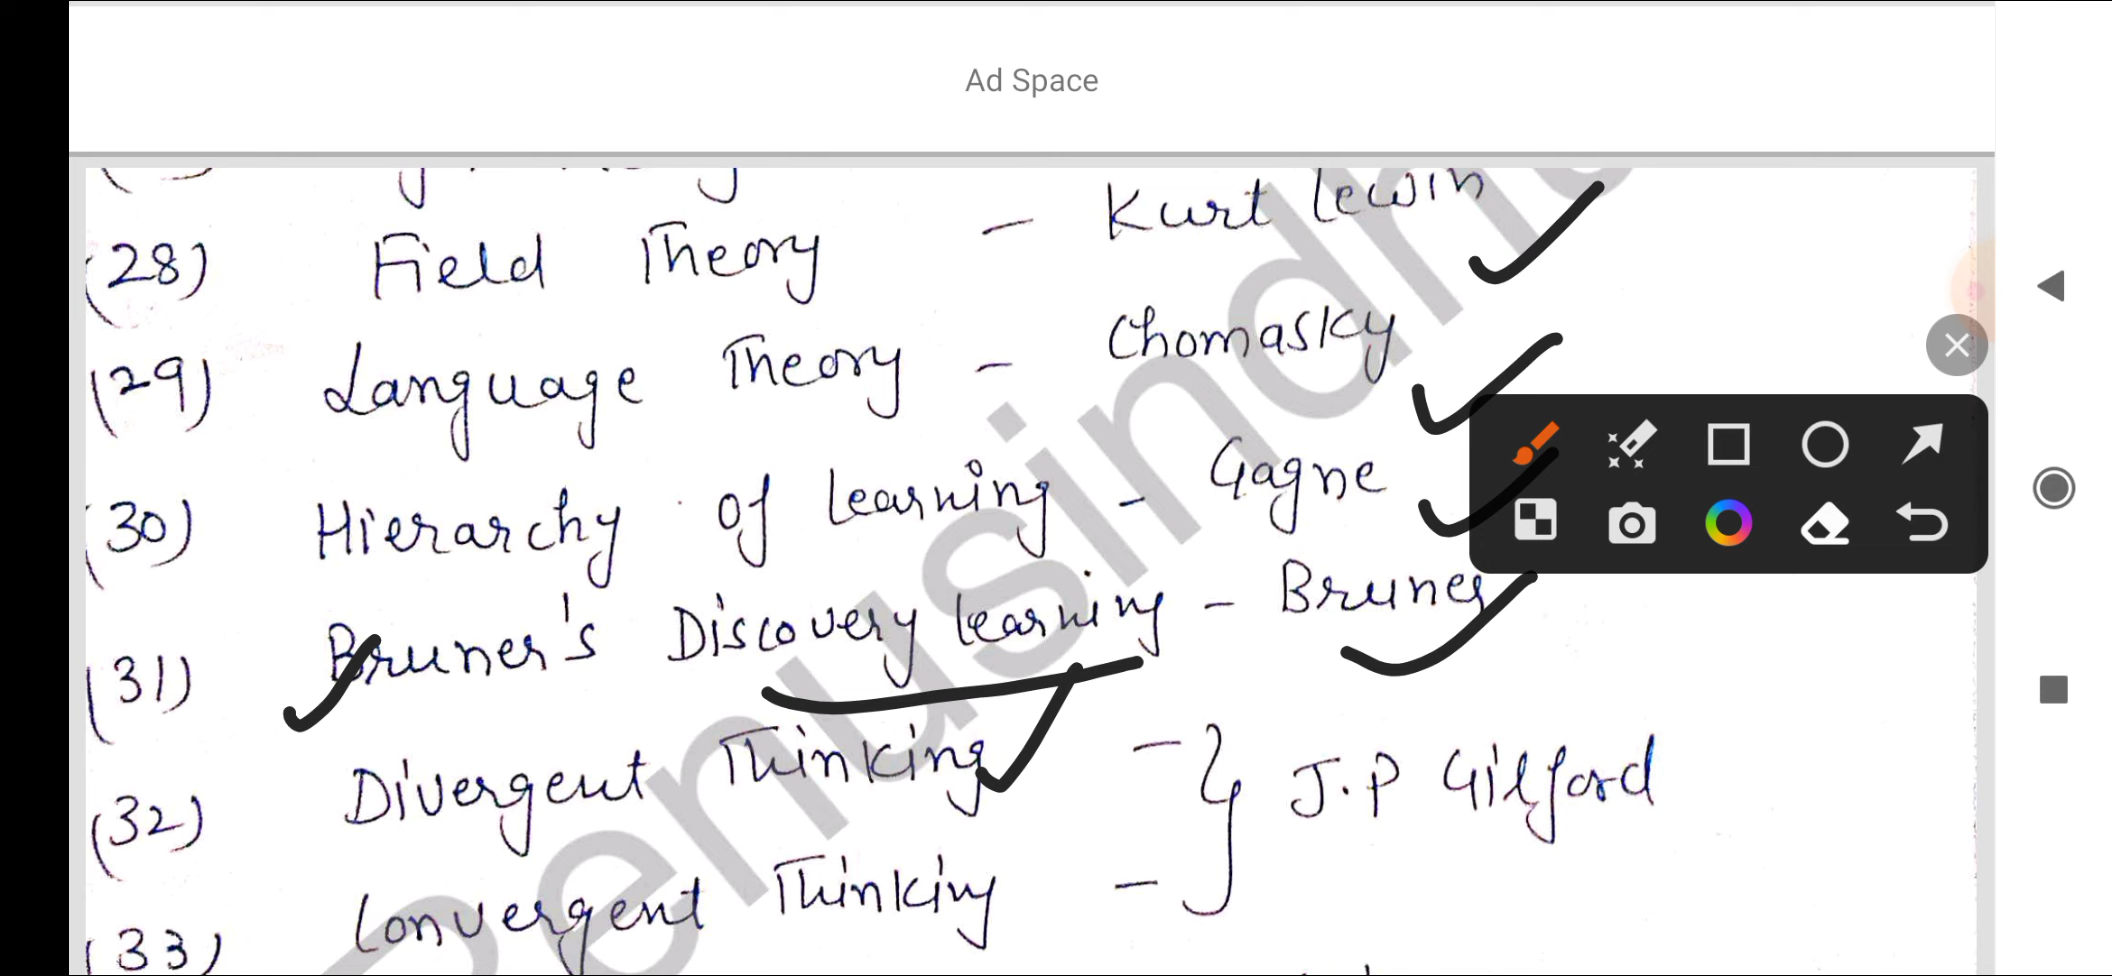 Ad Space
(28) Field Theory - Kurt Lewin
(29) Language Theory - Chomasky
(30) Hierarchy of learning - Gagne
(31) Bruner's Discovery learning - Bruner
(32) Divergent Thinking - } J.P Gilford
(33) Convergent Thinking -
Renusindhu